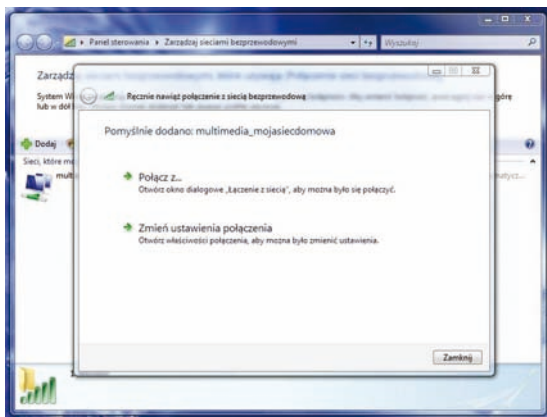 Panel sterowania ▸ Zarządzaj sieciami bezprzewodowymi
Wyszukaj
Zarządz
System W
lub w dół
górę
Ręcznie nawiąż połączenie z siecią bezprzewodową
Dodaj
Sieci, które
mult
Pomyślnie dodano: multimedia_mojasiecdomowa
Połącz z...
Otwórz okno dialogowe „Łączenie z siecią”, aby można było się połączyć.
Zmień ustawienia połączenia
Otwórz właściwości połączenia, aby można było zmienić ustawienia.
Zamknij